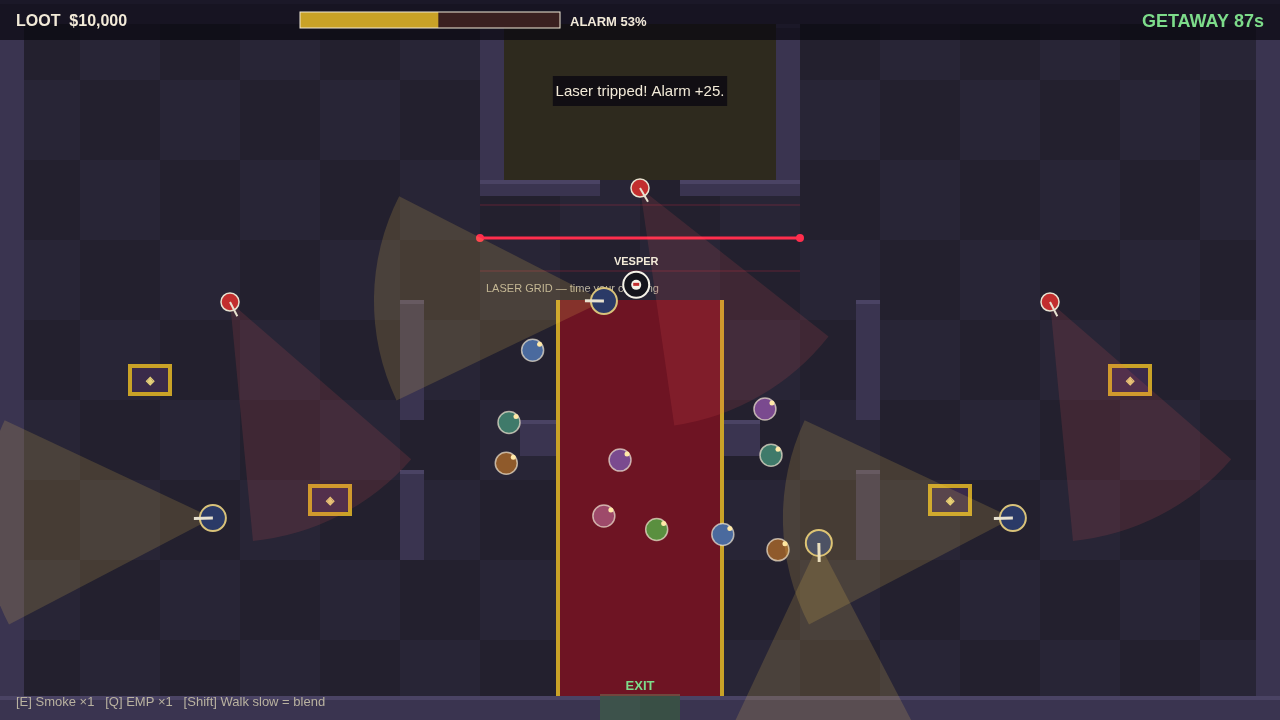 LOOT $10,000
ALARM 53%
GETAWAY 87s
Laser tripped! Alarm +25.
VESPER
LASER GRID — time your c
ng
EXIT
[E] Smoke ×1 [Q] EMP ×1 [Shift] Walk slow = blend